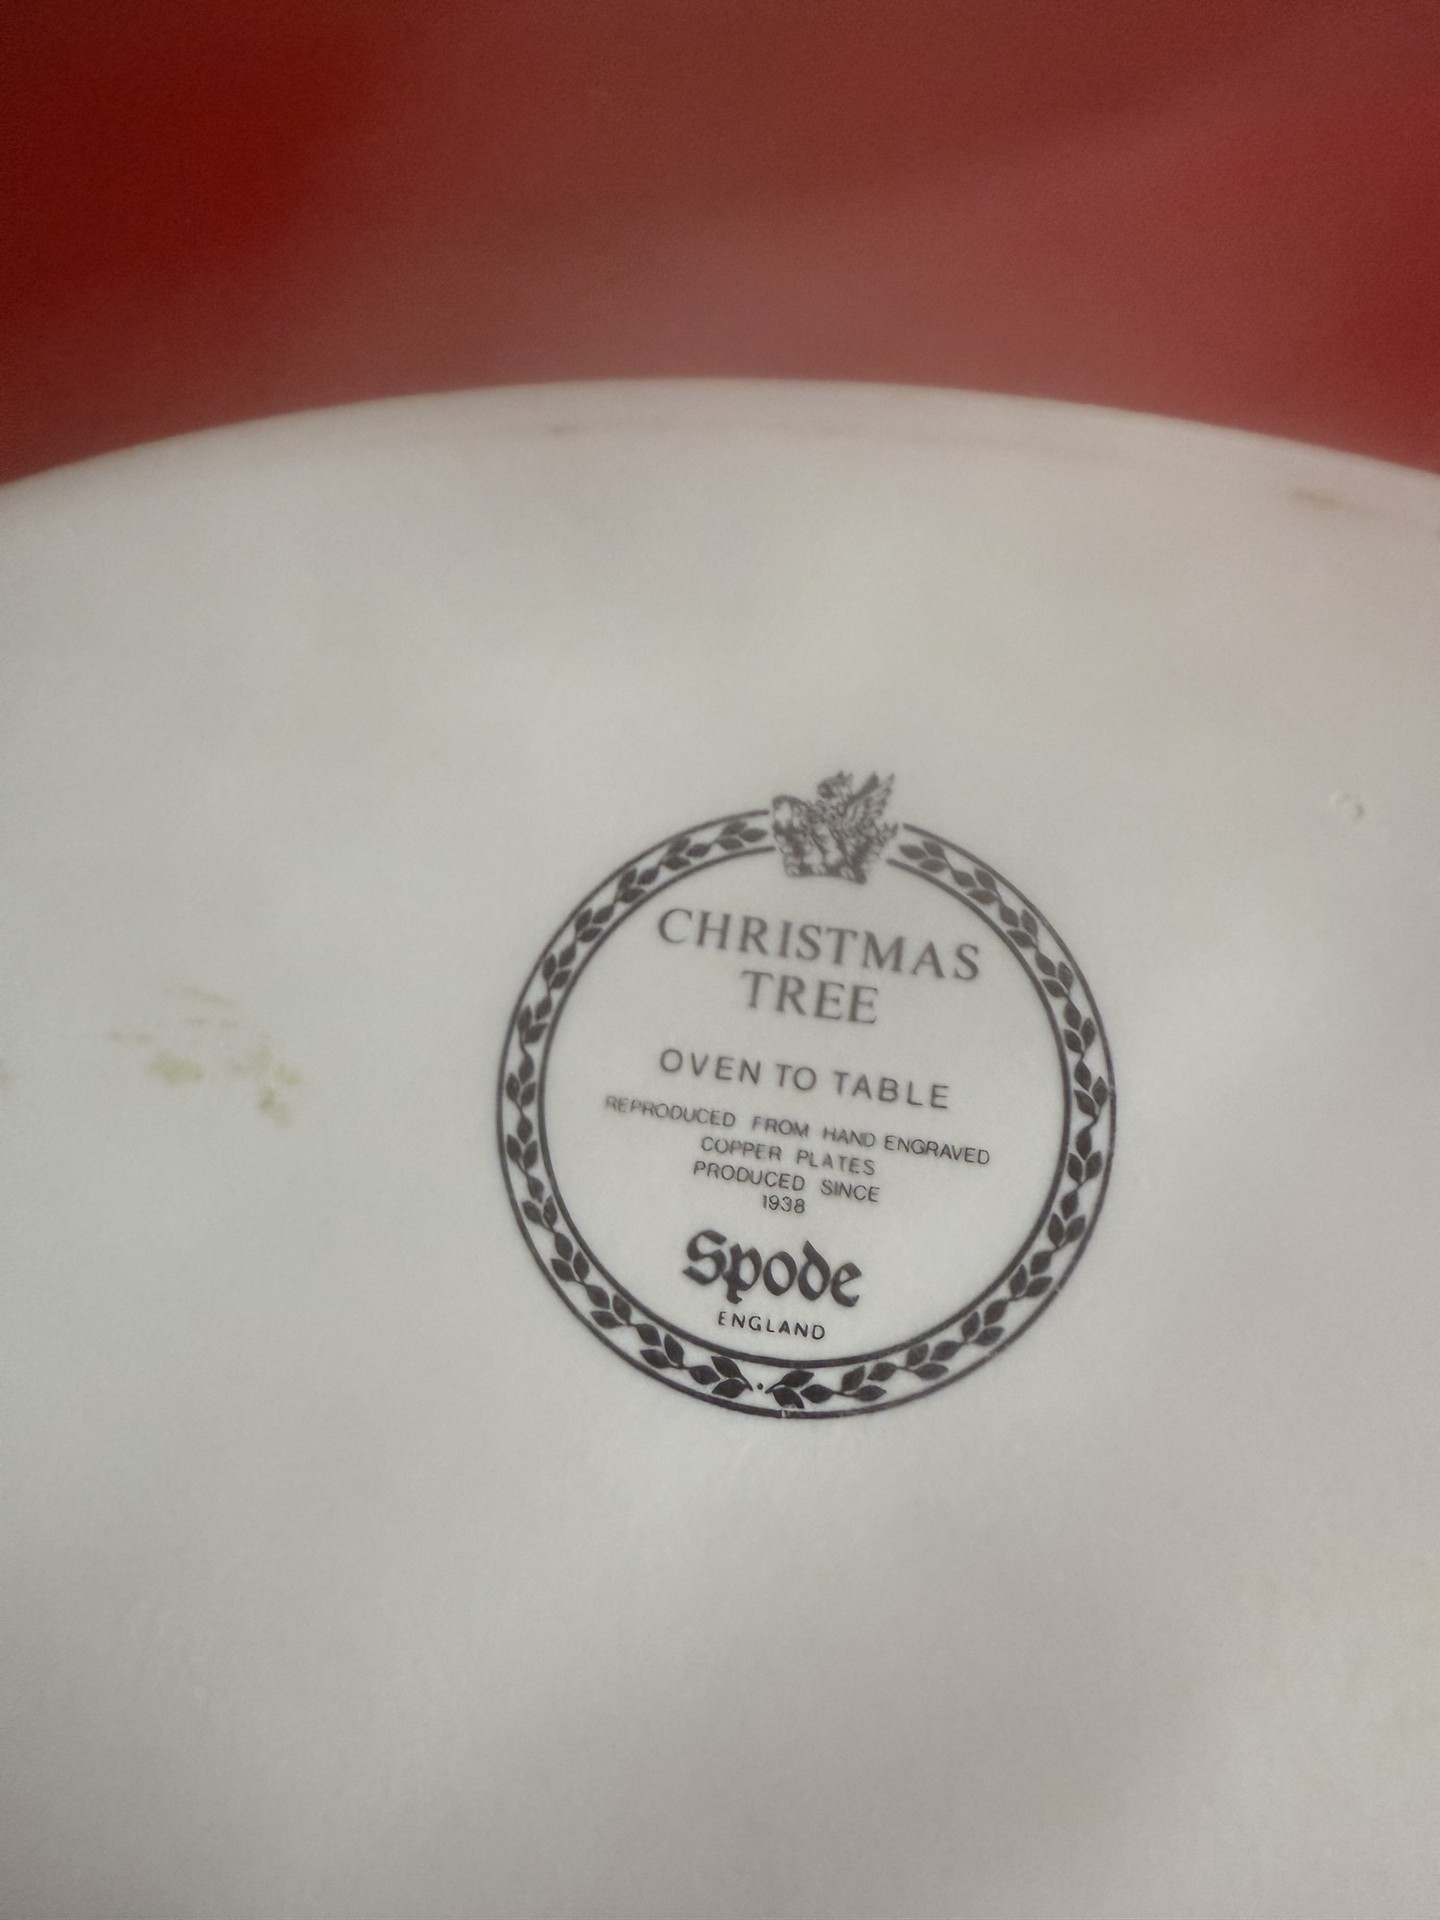 CHRISTMAS
TREE
OVEN TO TABLE
REPRODUCED FROM HAND ENGRAVED
COPPER PLATES
PRODUCED SINCE
1938
Spode
ENGLAND